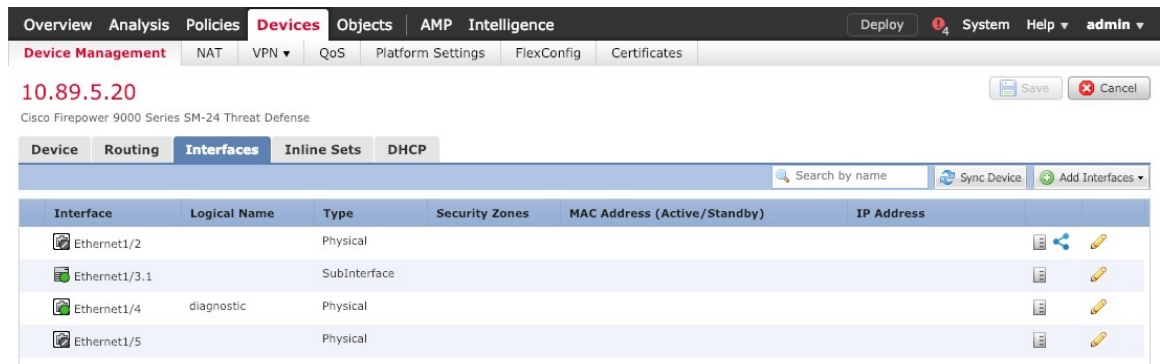 Overview Analysis Policies Devices Objects AMP Intelligence Deploy 4 System Help admin
Device Management NAT VPN QoS Platform Settings FlexConfig Certificates
10.89.5.20 Save Cancel
Cisco Firepower 9000 Series SM-24 Threat Defense
Device Routing Interfaces Inline Sets DHCP
Search by name Sync Device Add Interfaces
Interface Logical Name Type Security Zones MAC Address (Active/Standby) IP Address
Ethernet1/2 Physical
Ethernet1/3.1 SubInterface
Ethernet1/4 diagnostic Physical
Ethernet1/5 Physical